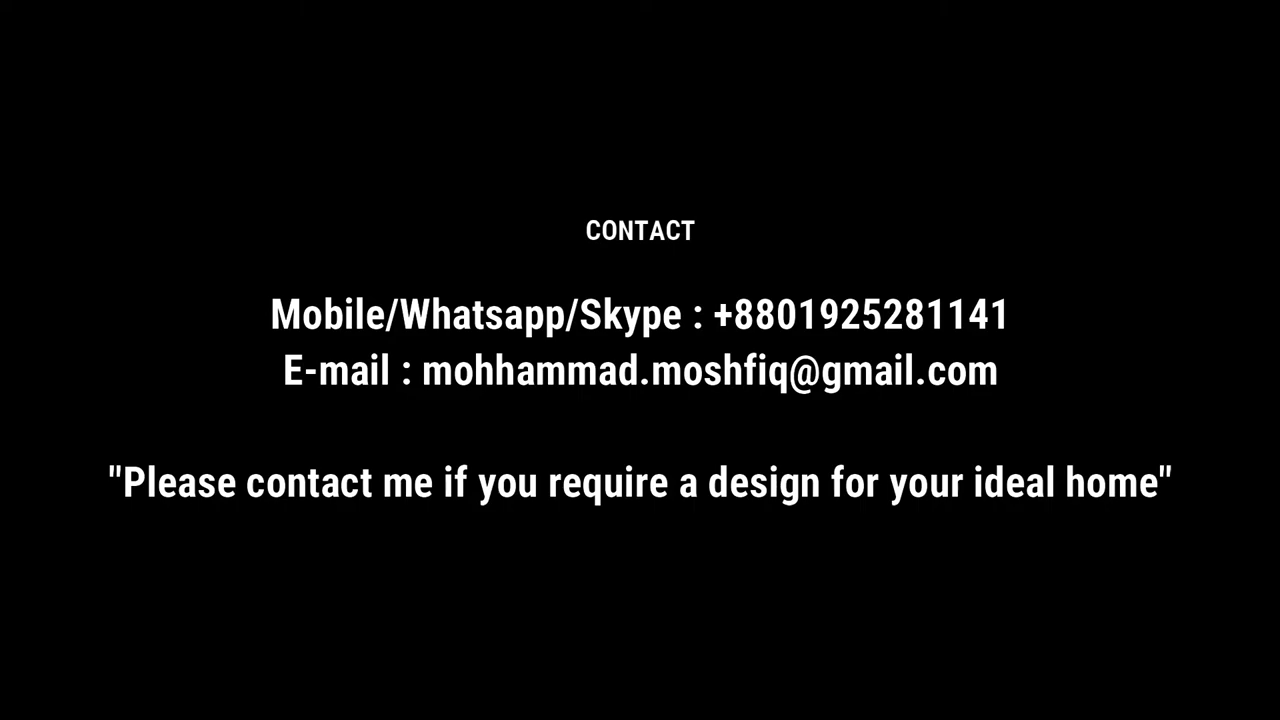 CONTACT
Mobile/Whatsapp/Skype : +8801925281141
E-mail : mohhammad.moshfiq@gmail.com
"Please contact me if you require a design for your ideal home"